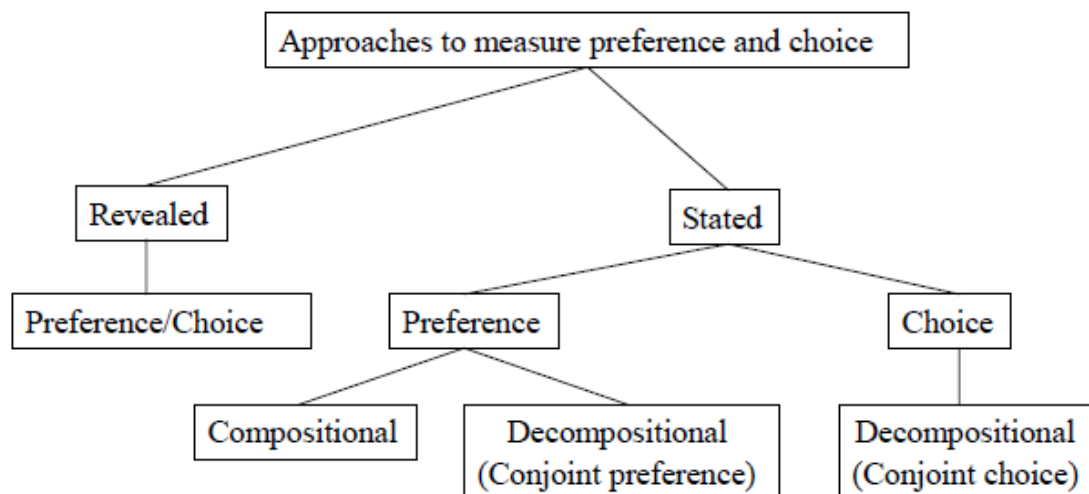 Approaches to measure preference and choice
Revealed
Stated
Preference/Choice
Preference
Choice
Compositional
Decompositional
(Conjoint preference)
Decompositional
(Conjoint choice)